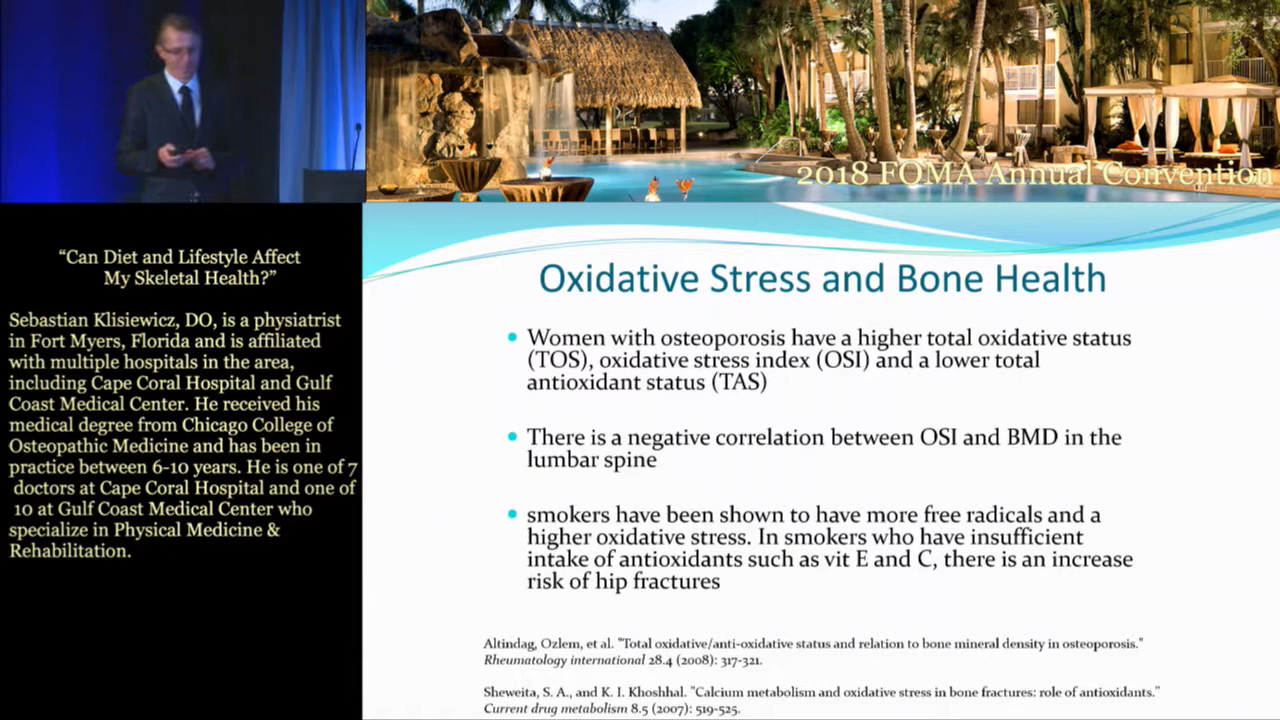 2018 FOMA Annual Convention
“Can Diet and Lifestyle Affect
My Skeletal Health?”
Sebastian Klisiewicz, DO, is a physiatrist
in Fort Myers, Florida and is affiliated
with multiple hospitals in the area,
including Cape Coral Hospital and Gulf
Coast Medical Center. He received his
medical degree from Chicago College of
Osteopathic Medicine and has been in
practice between 6-10 years. He is one of 7
doctors at Cape Coral Hospital and one of
10 at Gulf Coast Medical Center who
specialize in Physical Medicine &
Rehabilitation.
Oxidative Stress and Bone Health
• Women with osteoporosis have a higher total oxidative status
(TOS), oxidative stress index (OSI) and a lower total
antioxidant status (TAS)
• There is a negative correlation between OSI and BMD in the
lumbar spine
• smokers have been shown to have more free radicals and a
higher oxidative stress. In smokers who have insufficient
intake of antioxidants such as vit E and C, there is an increase
risk of hip fractures
Altindag, Ozlem, et al. "Total oxidative/anti-oxidative status and relation to bone mineral density in osteoporosis."
Rheumatology international 28.4 (2008): 317-321.
Sheweita, S. A., and K. I. Khoshhal. "Calcium metabolism and oxidative stress in bone fractures: role of antioxidants."
Current drug metabolism 8.5 (2007): 519-525.